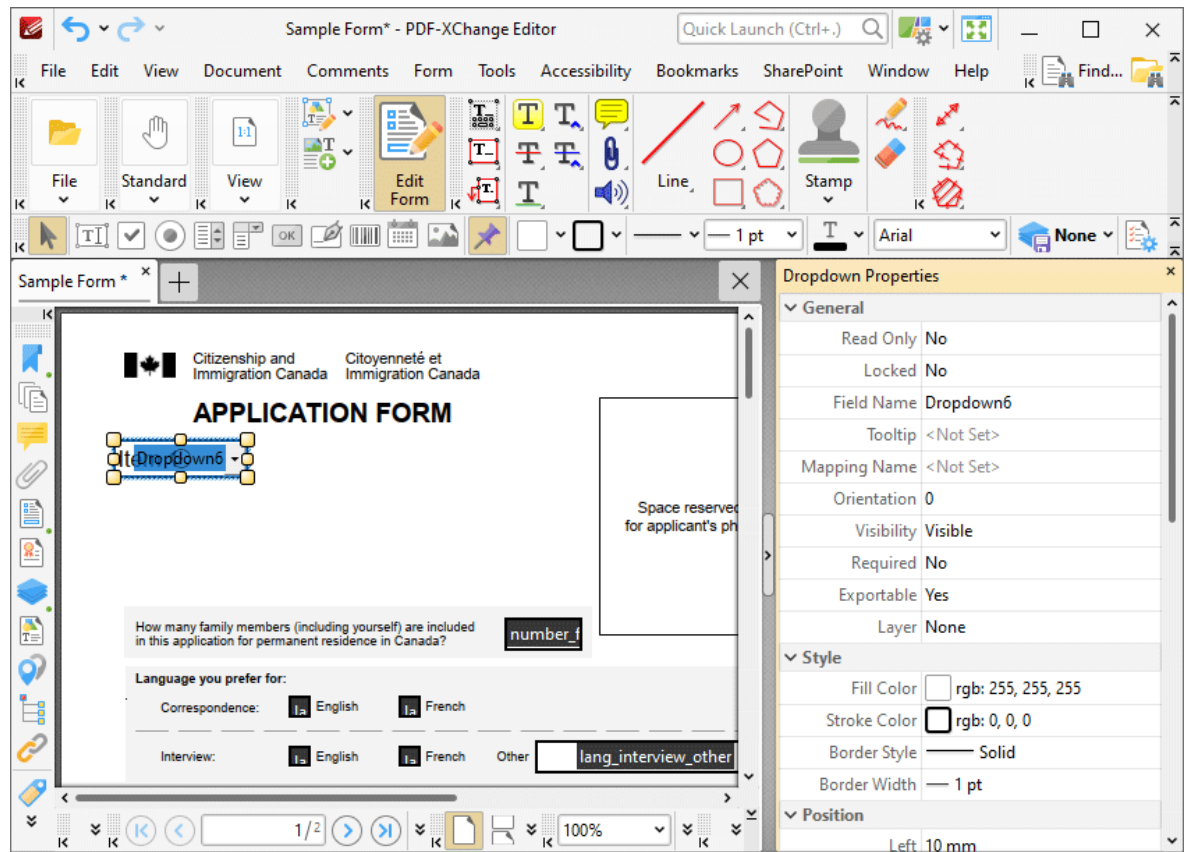 Sample Form* - PDF-XChange Editor
Quick Launch (Ctrl+.)
File Edit View Document Comments Form Tools Accessibility Bookmarks SharePoint Window Help
Find...
File
Standard
1:1
View
Edit
Form
Line
Stamp
OK
1 pt
Arial
None
Sample Form *
Citizenship and
Immigration Canada
Citoyenneté et
Immigration Canada
APPLICATION FORM
Dropdown6
Space reserved
for applicant's ph
How many family members (including yourself) are included
in this application for permanent residence in Canada?
number_f
Language you prefer for:
Correspondence: la English la French
Interview: la English la French Other lang_interview_other
1/2
100%
Dropdown Properties
General
Read Only No
Locked No
Field Name Dropdown6
Tooltip <Not Set>
Mapping Name <Not Set>
Orientation 0
Visibility Visible
Required No
Exportable Yes
Layer None
Style
Fill Color rgb: 255, 255, 255
Stroke Color rgb: 0, 0, 0
Border Style Solid
Border Width 1 pt
Position
Left 10 mm